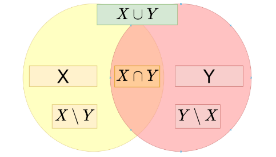 X ∪ Y
X
X ∩ Y
Y
X \ Y
Y \ X